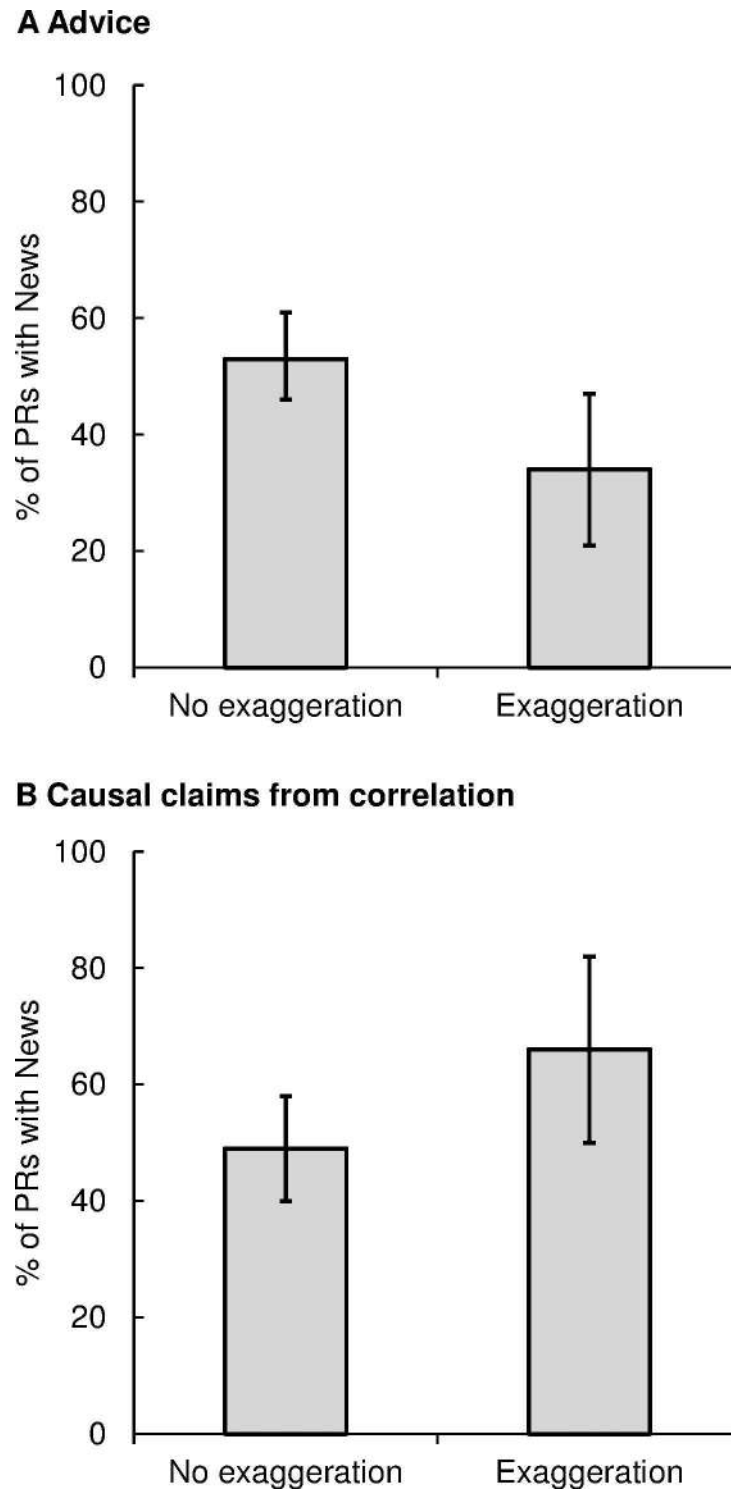 A Advice
100
80
60
40
20
0
% of PRs with News
No exaggeration Exaggeration
B Causal claims from correlation
100
80
60
40
20
0
% of PRs with News
No exaggeration Exaggeration